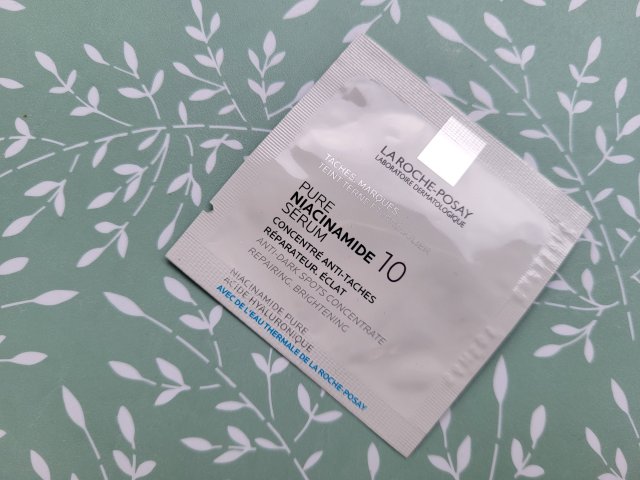 LA ROCHE-POSAY
LABORATOIRE DERMATOLOGIQUE
TACHES, MARQUES,
TEINT TERNE
PURE
NIACINAMIDE 10
SERUM
CONCENTRÉ ANTI-TACHES
RÉPARATEUR, ÉCLAT
ANTI-DARK SPOTS CONCENTRATE
REPAIRING, BRIGHTENING
NIACINAMIDE PURE
ACIDE HYALURONIQUE
AVEC DE L'EAU THERMALE DE LA ROCHE-POSAY